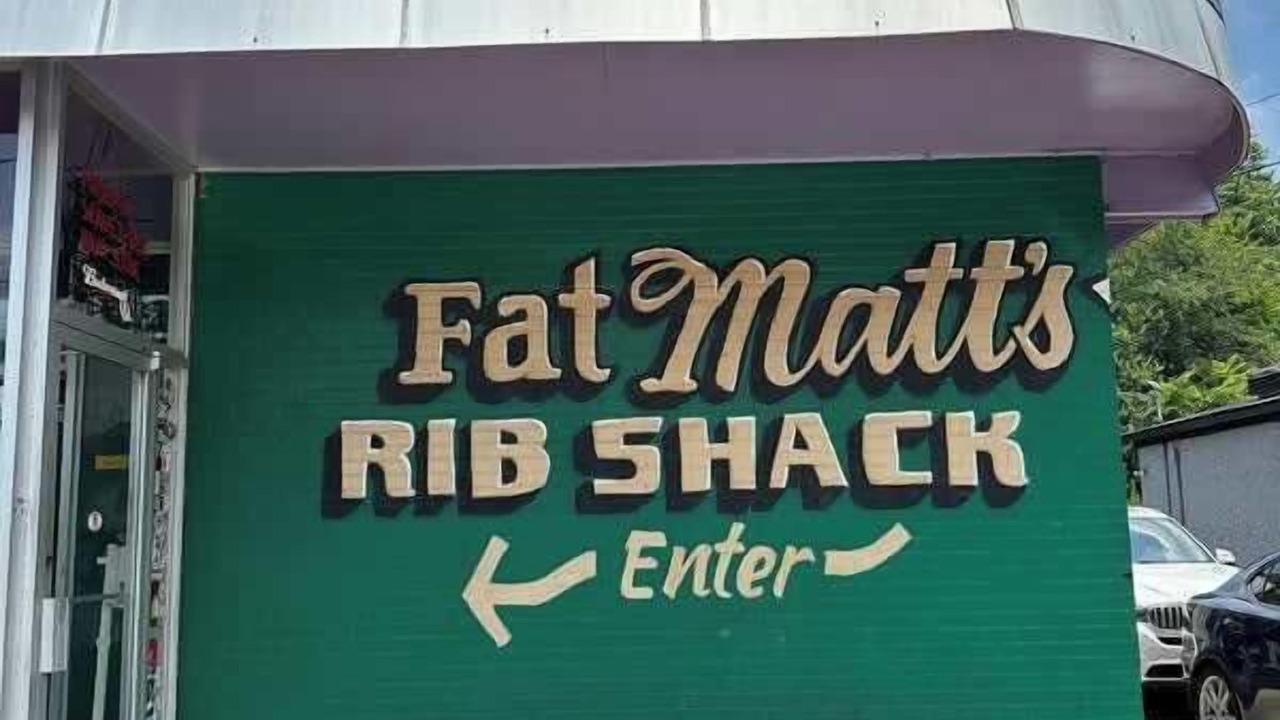 Fat Matt's
RIB SHACK
Enter